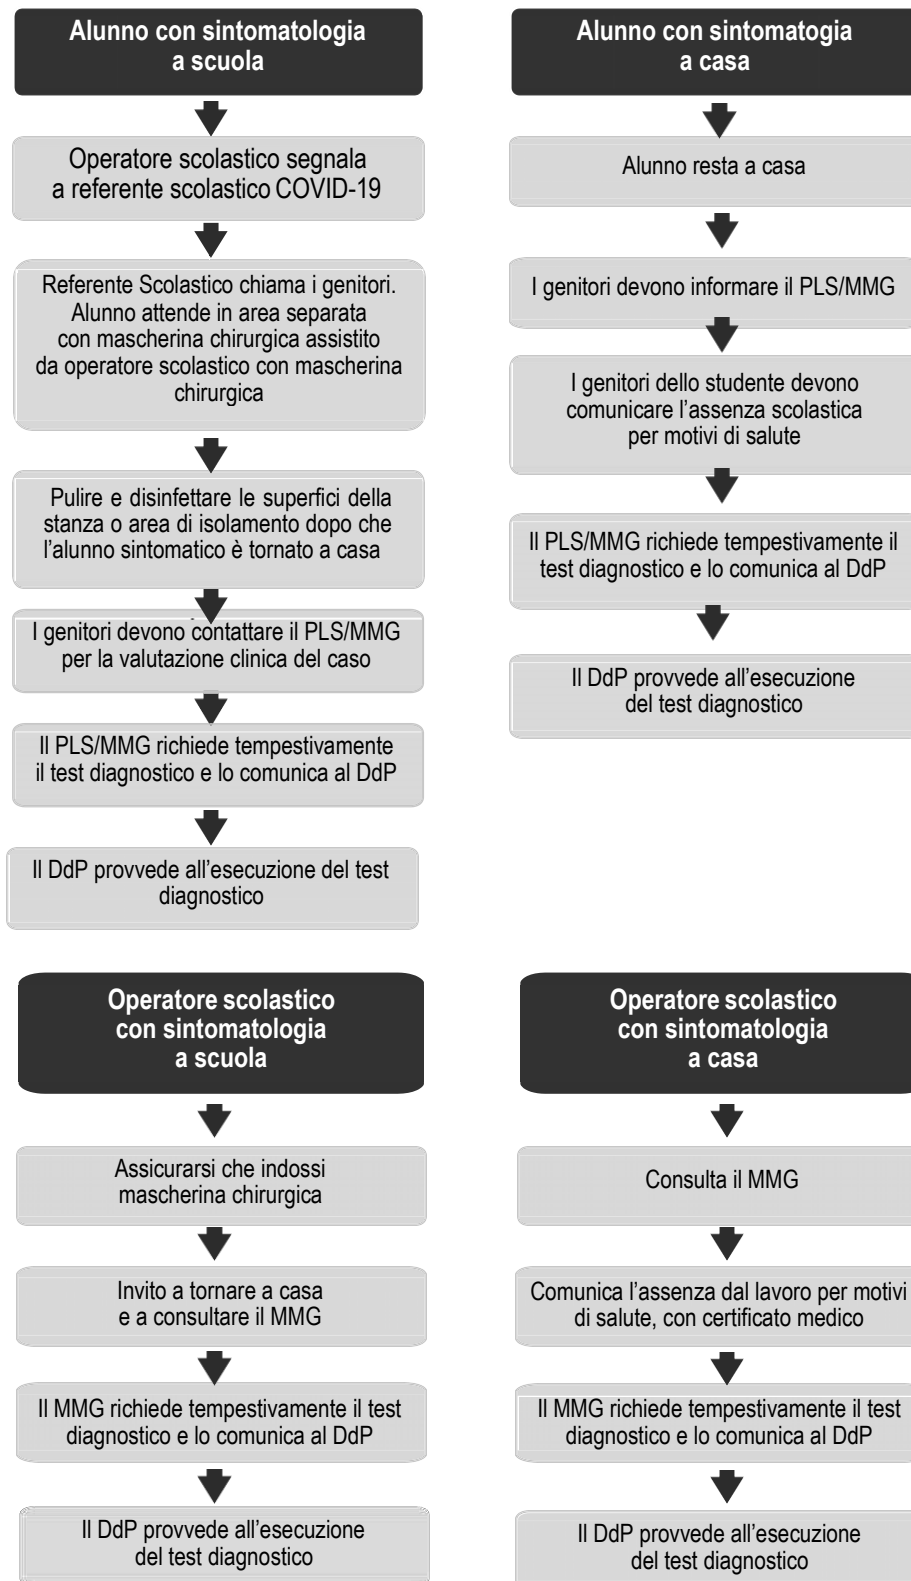 Alunno con sintomatologia
a scuola
Operatore scolastico segnala
a referente scolastico COVID-19
Referente Scolastico chiama i genitori.
Alunno attende in area separata
con mascherina chirurgica assistito
da operatore scolastico con mascherina
chirurgica
Pulire e disinfettare le superfici della
stanza o area di isolamento dopo che
l’alunno sintomatico è tornato a casa
I genitori devono contattare il PLS/MMG
per la valutazione clinica del caso
Il PLS/MMG richiede tempestivamente
il test diagnostico e lo comunica al DdP
Il DdP provvede all’esecuzione del test
diagnostico
Alunno con sintomatogia
a casa
Alunno resta a casa
I genitori devono informare il PLS/MMG
I genitori dello studente devono
comunicare l’assenza scolastica
per motivi di salute
Il PLS/MMG richiede tempestivamente il
test diagnostico e lo comunica al DdP
Il DdP provvede all’esecuzione
del test diagnostico
Operatore scolastico
con sintomatologia
a scuola
Assicurarsi che indossi
mascherina chirurgica
Invito a tornare a casa
e a consultare il MMG
Il MMG richiede tempestivamente il test
diagnostico e lo comunica al DdP
Il DdP provvede all’esecuzione
del test diagnostico
Operatore scolastico
con sintomatologia
a casa
Consulta il MMG
Comunica l’assenza dal lavoro per motivi
di salute, con certificato medico
Il MMG richiede tempestivamente il test
diagnostico e lo comunica al DdP
Il DdP provvede all’esecuzione
del test diagnostico